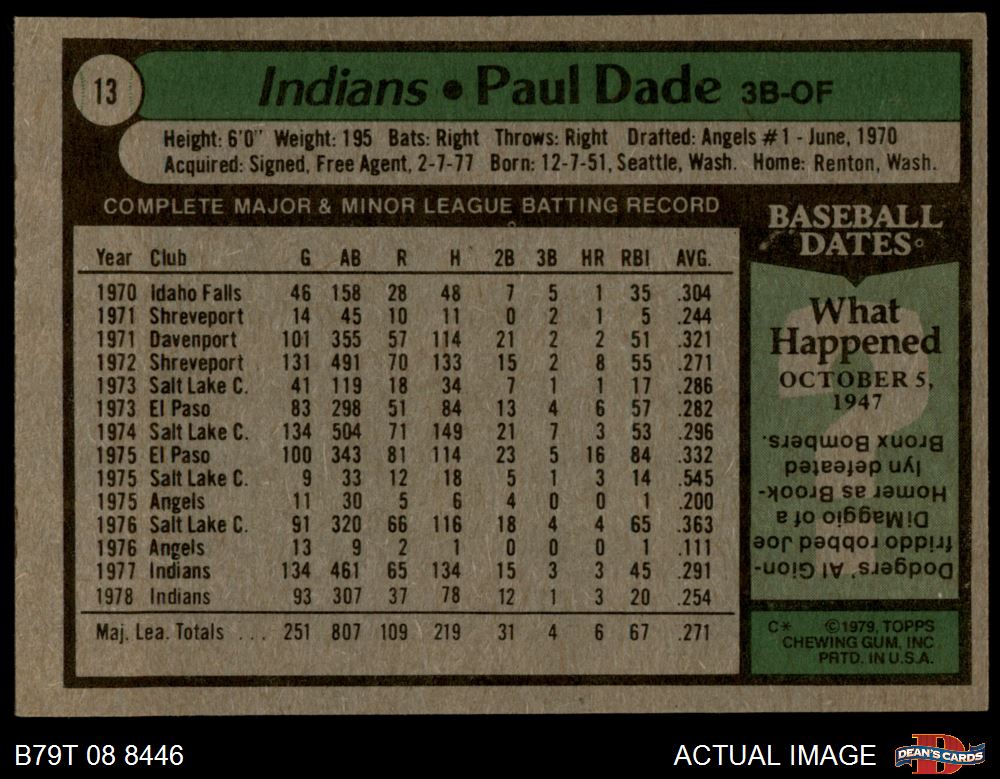 13
Indians • Paul Dade 3B-OF
Height: 6'0" Weight: 195 Bats: Right Throws: Right Drafted: Angels #1 - June, 1970
Acquired: Signed, Free Agent, 2-7-77 Born: 12-7-51, Seattle, Wash. Home: Renton, Wash.
COMPLETE MAJOR & MINOR LEAGUE BATTING RECORD
Year Club G AB R H 2B 3B HR RBI AVG.
1970 Idaho Falls 46 158 28 48 7 5 1 35 .304
1971 Shreveport 14 45 10 11 0 2 1 5 .244
1971 Davenport 101 355 57 114 21 2 2 51 .321
1972 Shreveport 131 491 70 133 15 2 8 55 .271
1973 Salt Lake C. 41 119 18 34 7 1 1 17 .286
1973 El Paso 83 298 51 84 13 4 6 57 .282
1974 Salt Lake C. 134 504 71 149 21 7 3 53 .296
1975 El Paso 100 343 81 114 23 5 16 84 .332
1975 Salt Lake C. 9 33 12 18 5 1 3 14 .545
1975 Angels 11 30 5 6 4 0 0 1 .200
1976 Salt Lake C. 91 320 66 116 18 4 4 65 .363
1976 Angels 13 9 2 1 0 0 0 1 .111
1977 Indians 134 461 65 134 15 3 3 45 .291
1978 Indians 93 307 37 78 12 1 3 20 .254
Maj. Lea. Totals . . . 251 807 109 219 31 4 6 67 .271
BASEBALL
DATES
What
Happened
OCTOBER 5,
1947
Dodgers' Al Gion-
friddo robbed Joe
DiMaggio of a
Homer as Brook-
lyn defeated
Bronx Bombers.
C* ©1979, TOPPS
CHEWING GUM, INC
PRTD. IN U.S.A.
B79T 08 8446
ACTUAL IMAGE
DEAN'S CARDS